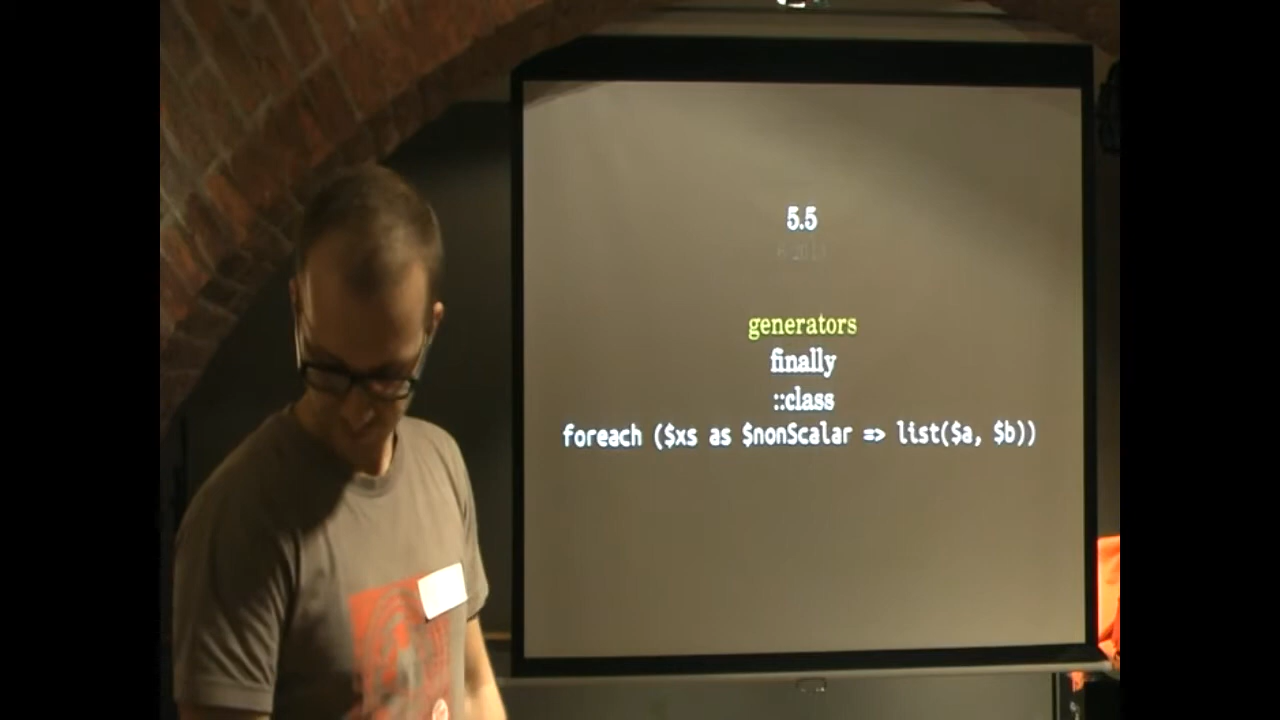 5.5
generators
finally
::class
foreach ($xs as $nonScalar => list($a, $b))